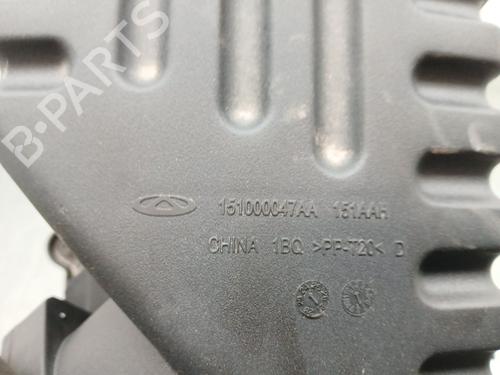 B-PARTS
151000047AA 151AAH
CHINA 1BQ >PP-T20< D